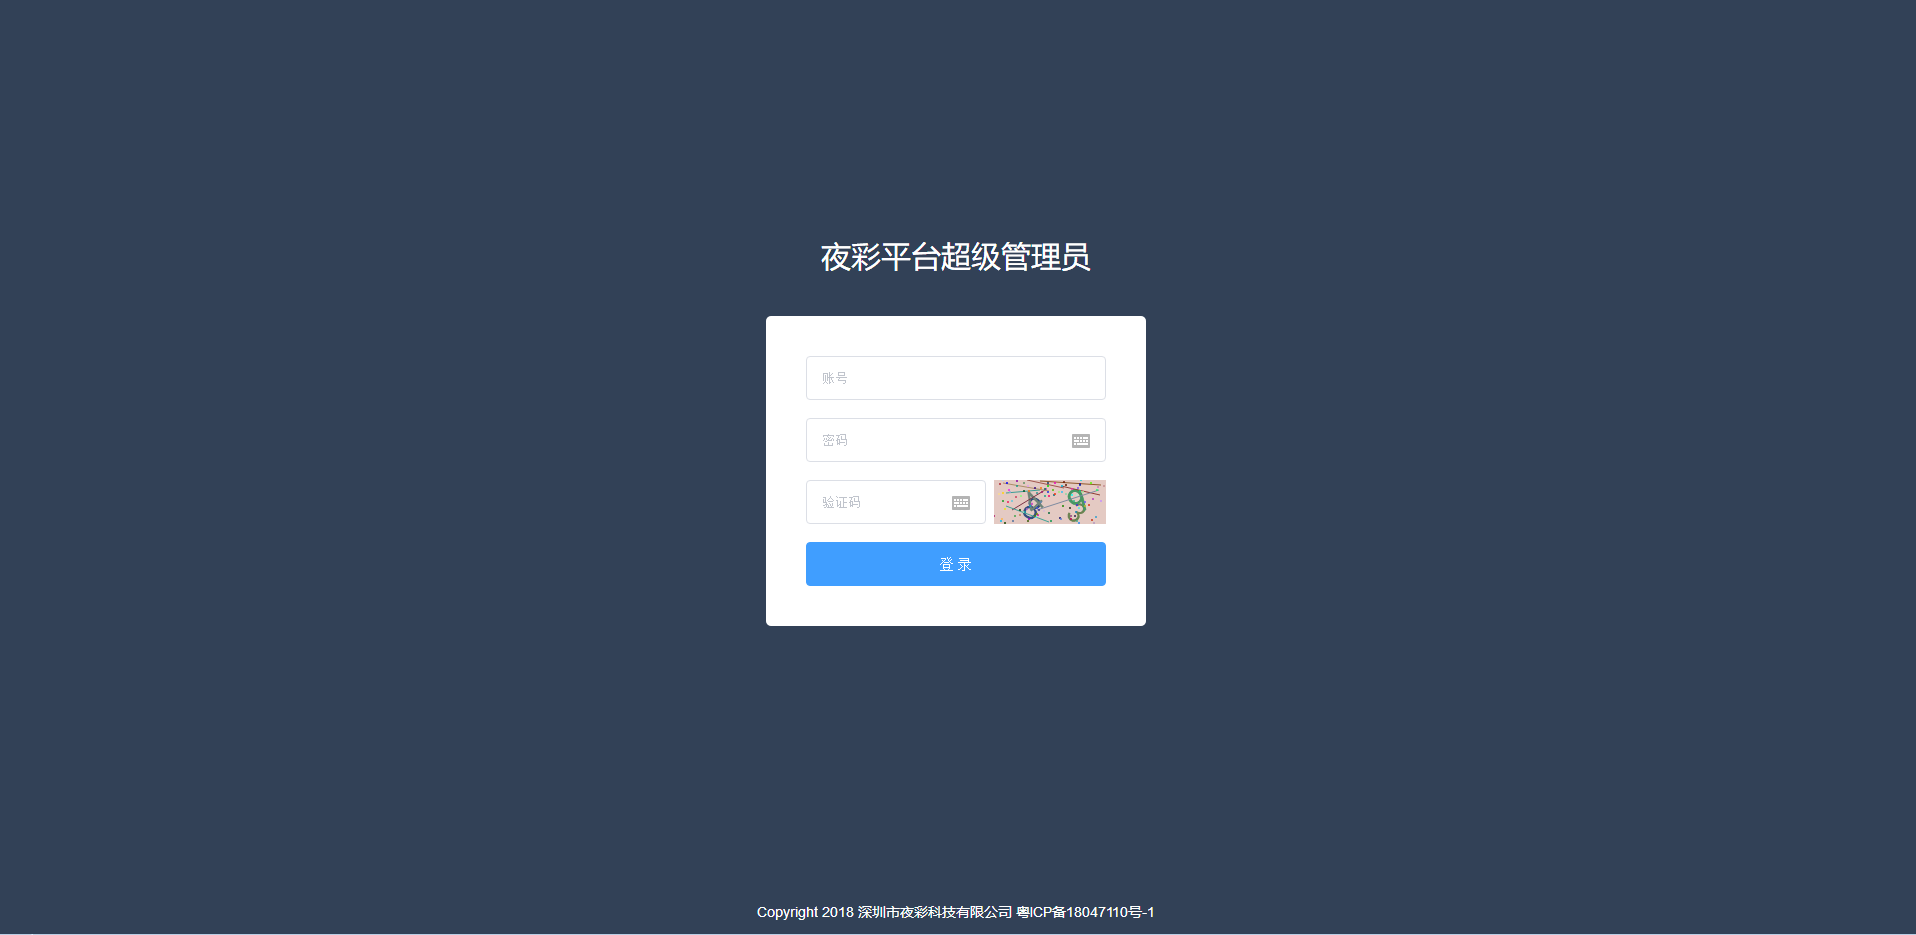 夜彩平台超级管理员
账号
密码
验证码
登 录
Copyright 2018 深圳市夜彩科技有限公司 粤ICP备18047110号-1